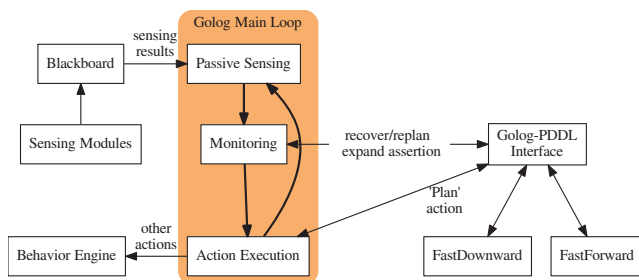 Golog Main Loop
sensing
results
Blackboard
Passive Sensing
Sensing Modules
Monitoring
recover/replan
expand assertion
Golog-PDDL
Interface
'Plan'
action
other
actions
Behavior Engine
Action Execution
FastDownward
FastForward